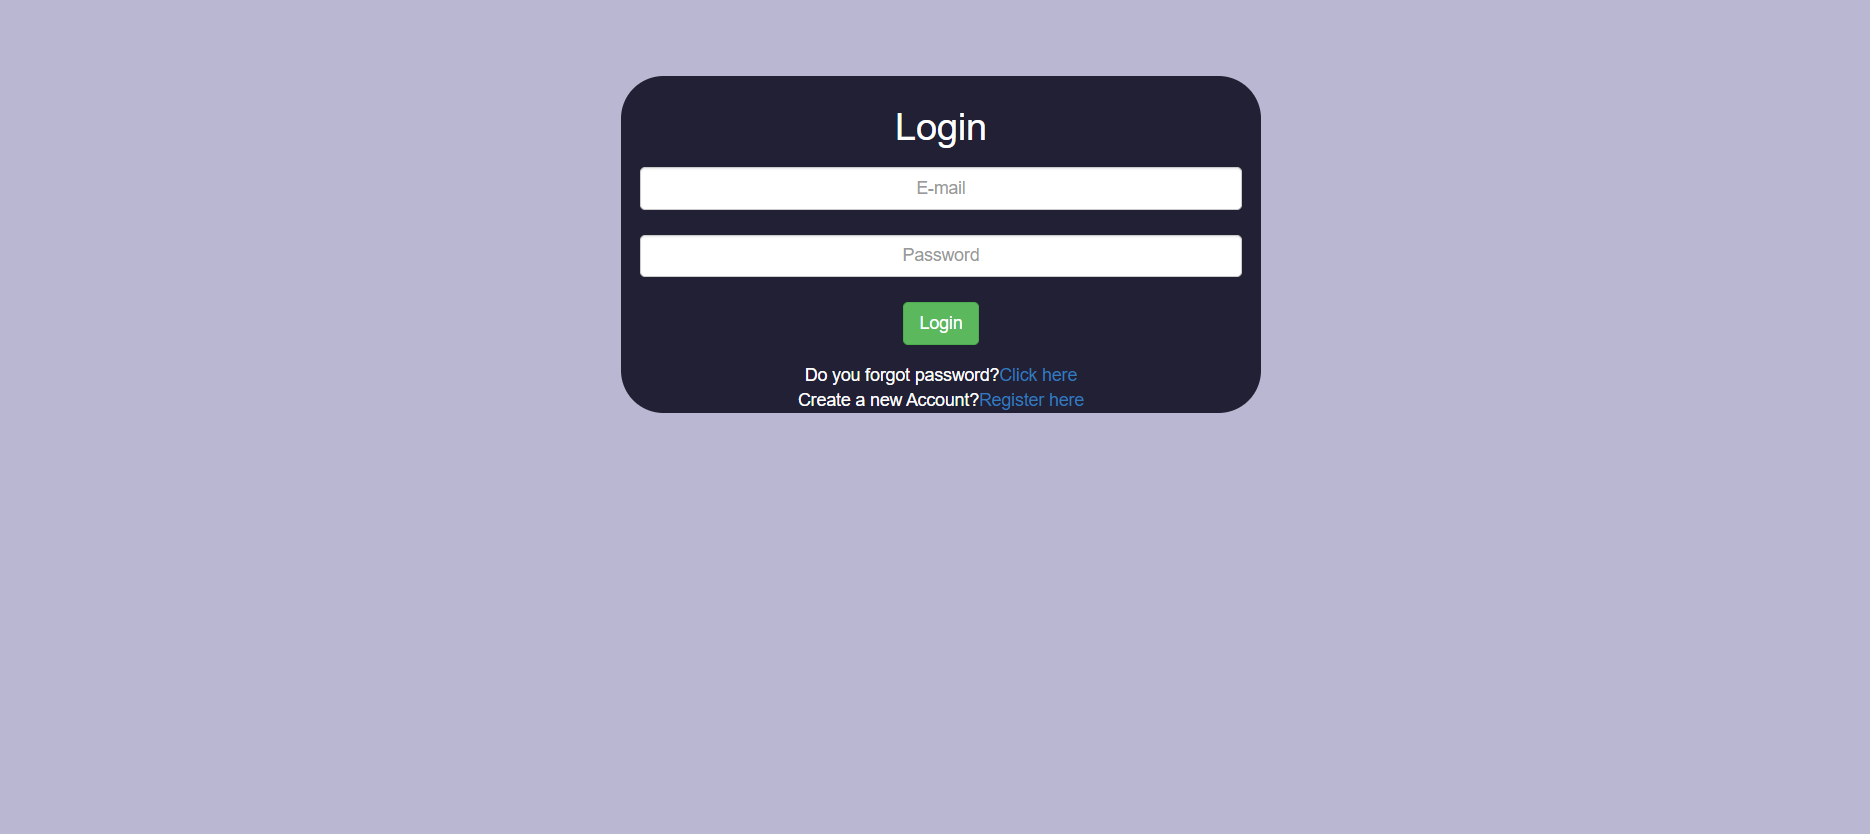 Login
E-mail
Password
Login
Do you forgot password?Click here
Create a new Account?Register here